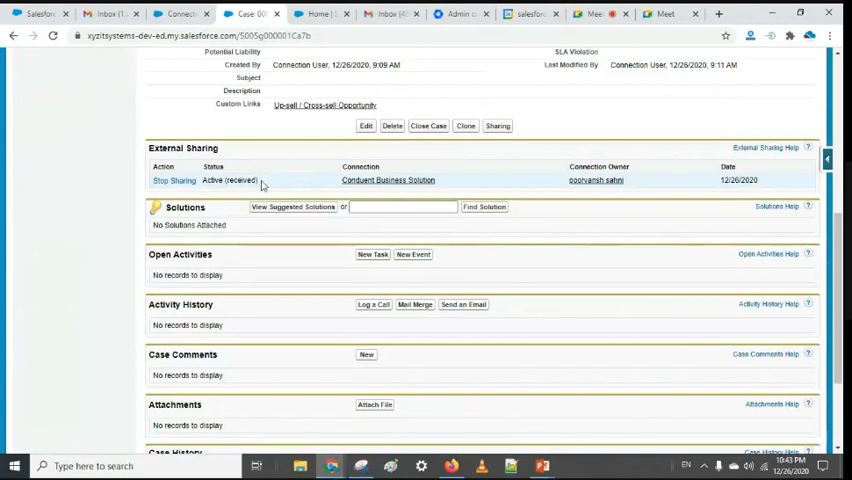 Salesforc
Inbox (1
Connecti
Case: 00
Home | S
Inbox (4
Admin c
salesforc
Meet
Meet
xyzitsystems-dev-ed.my.salesforce.com/5005g0000031Ca7b
Potential Liability
SLA Violation
Created By Connection User, 12/26/2020, 9:09 AM
Last Modified By Connection User, 12/26/2020, 9:11 AM
Subject
Description
Custom Links Up-sell / Cross-sell Opportunity
Edit Delete Close Case Clone Sharing
External Sharing External Sharing Help ?
Action Status Connection Connection Owner Date
Stop Sharing Active (received) Conduent Business Solution poorvansh sahni 12/26/2020
Solutions View Suggested Solutions or Find Solution Solutions Help ?
No Solutions Attached
Open Activities New Task New Event Open Activities Help ?
No records to display
Activity History Log a Call Mail Merge Send an Email Activity History Help ?
No records to display
Case Comments New Case Comments Help ?
No records to display
Attachments Attach File Attachments Help ?
No records to display
Case History Case History Help ?
Type here to search
EN
10:43 PM
12/26/2020